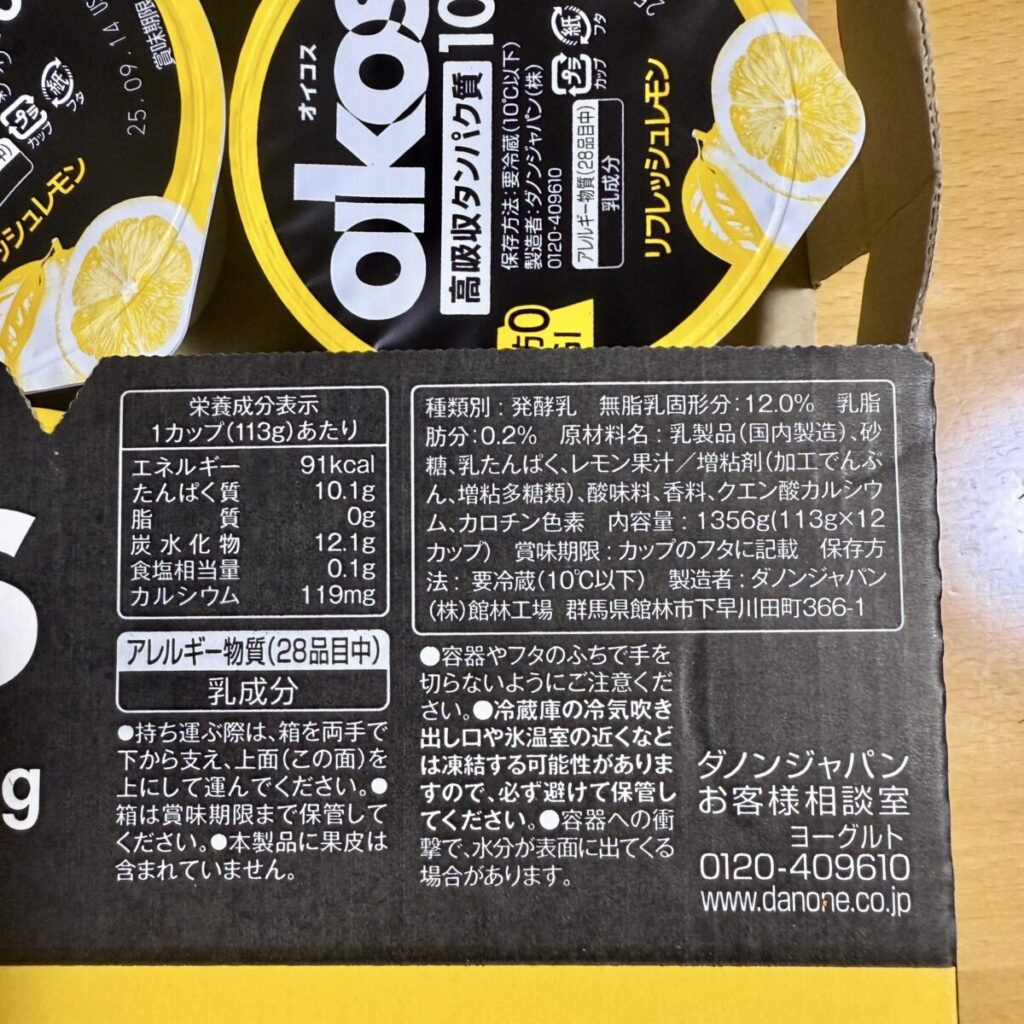 25.09.14 US
賞味期限
紙
フタ
プラ
カップ
オイコス
oikos
高吸収タンパク質10
保存方法:要冷蔵(10℃以下)
製造者:ダノンジャパン(株)
0120-409610
アレルギー物質(28品目中)
乳成分
プラ
カップ
紙
フタ
25
リフレッシュレモン
栄養成分表示
1カップ(113g)あたり
エネルギー 91kcal
たんぱく質 10.1g
脂質 0g
炭水化物 12.1g
食塩相当量 0.1g
カルシウム 119mg
アレルギー物質(28品目中)
乳成分
●持ち運ぶ際は、箱を両手で
下から支え、上面(この面)を
上にして運んでください。●
箱は賞味期限まで保管して
ください。●本製品に果皮は
含まれていません。
種類別:発酵乳 無脂乳固形分:12.0% 乳脂
肪分:0.2% 原材料名:乳製品(国内製造)、砂
糖、乳たんぱく、レモン果汁/増粘剤(加工でんぷ
ん、増粘多糖類)、酸味料、香料、クエン酸カルシウ
ム、カロチン色素 内容量:1356g(113g×12
カップ) 賞味期限:カップのフタに記載 保存方
法:要冷蔵(10℃以下) 製造者:ダノンジャパン
(株)館林工場 群馬県館林市下早川田町366-1
●容器やフタのふちで手を
切らないようにご注意くだ
さい。●冷蔵庫の冷気吹き
出し口や氷温室の近くなど
は凍結する可能性がありま
すので、必ず避けて保管し
てください。●容器への衝
撃で、水分が表面に出てくる
場合があります。
ダノンジャパン
お客様相談室
ヨーグルト
0120-409610
www.danone.co.jp
g